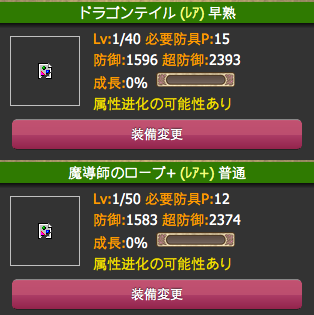 ドラゴンテイル (ﾚｱ) 早熟
Lv:1/40 必要防具P:15
防御:1596 超防御:2393
成長:0%
属性进化の可能性あり
装備変更
魔導師のローブ+ (ﾚｱ+) 普通
Lv:1/50 必要防具P:12
防御:1583 超防御:2374
成長:0%
属性进化の可能性あり
装備変更